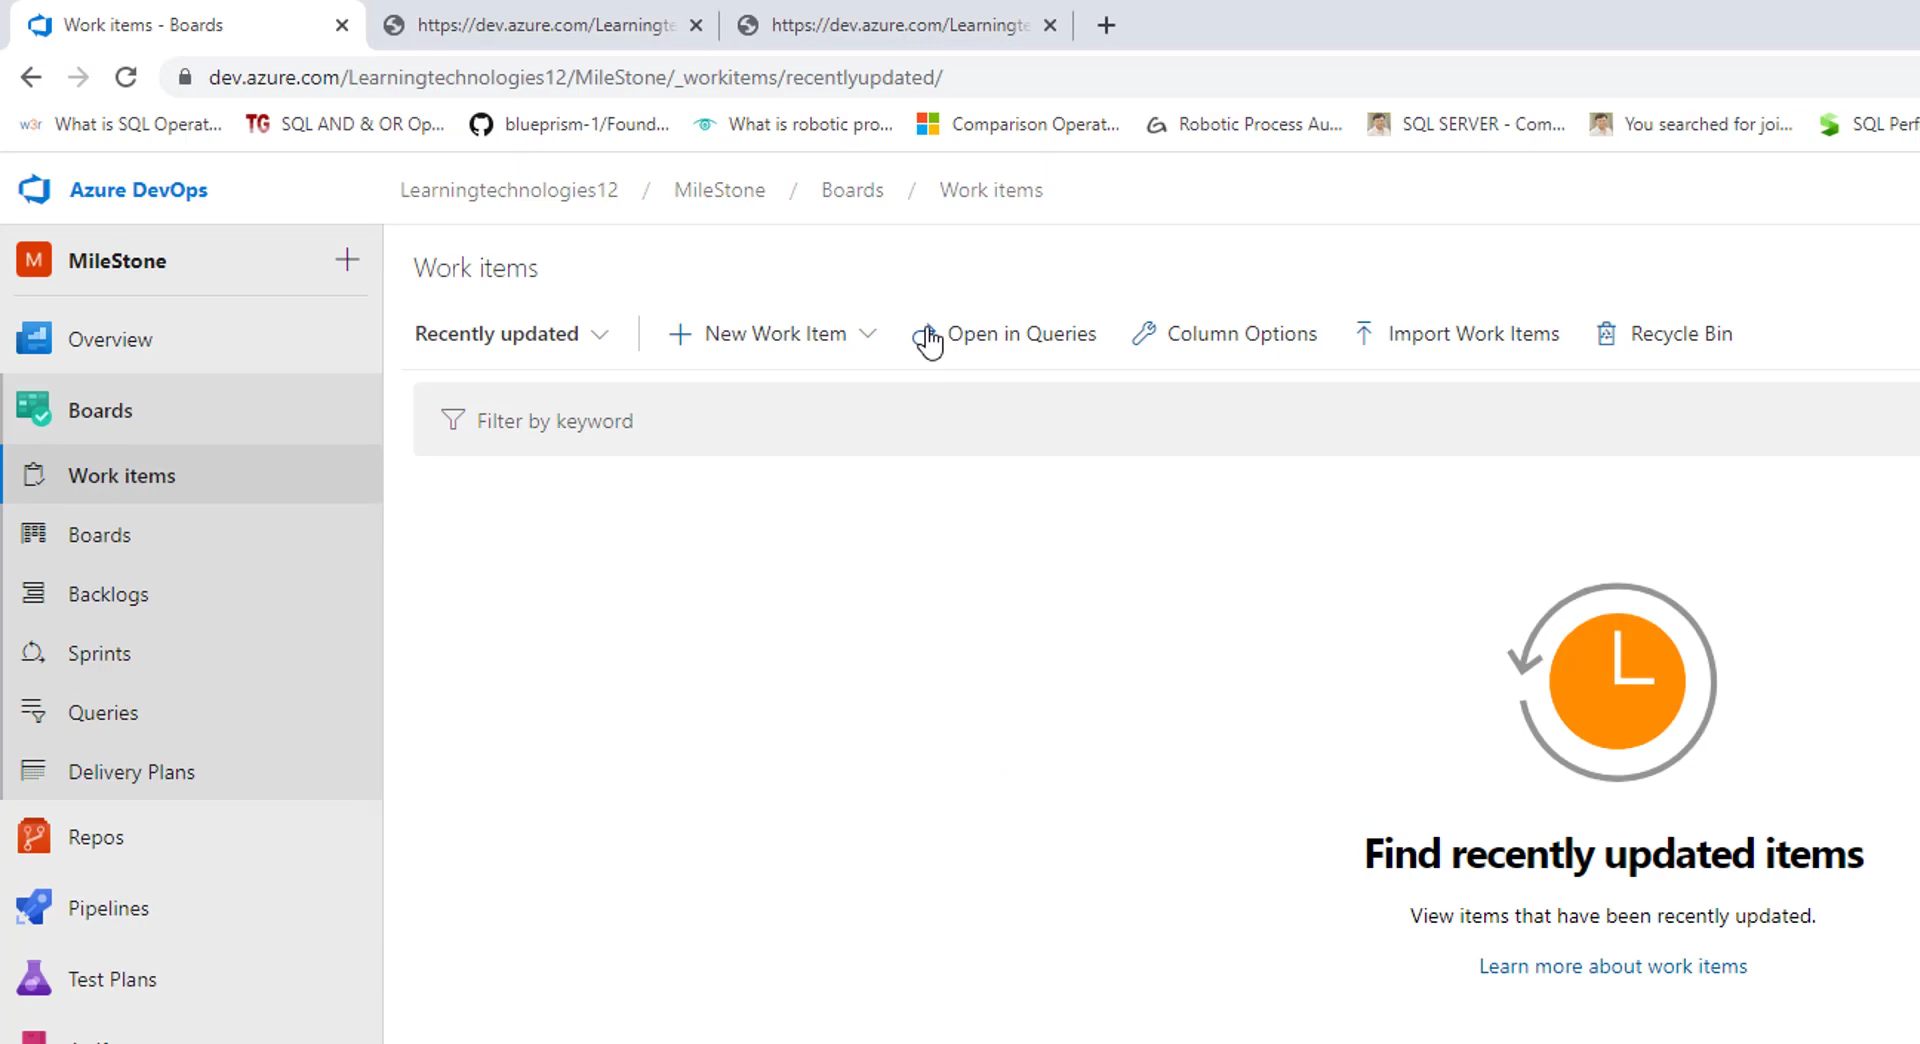 Work items - Boards
https://dev.azure.com/Learningte
https://dev.azure.com/Learningte
dev.azure.com/Learningtechnologies12/MileStone/_workitems/recentlyupdated/
w3r What is SQL Operat...
TG SQL AND & OR Op...
blueprism-1/Found...
What is robotic pro...
Comparison Operat...
Robotic Process Au...
SQL SERVER - Com...
You searched for joi...
SQL Perf
Azure DevOps
Learningtechnologies12 / MileStone / Boards / Work items
M MileStone
Overview
Boards
Work items
Boards
Backlogs
Sprints
Queries
Delivery Plans
Repos
Pipelines
Test Plans
Work items
Recently updated
New Work Item
Open in Queries
Column Options
Import Work Items
Recycle Bin
Filter by keyword
Find recently updated items
View items that have been recently updated.
Learn more about work items